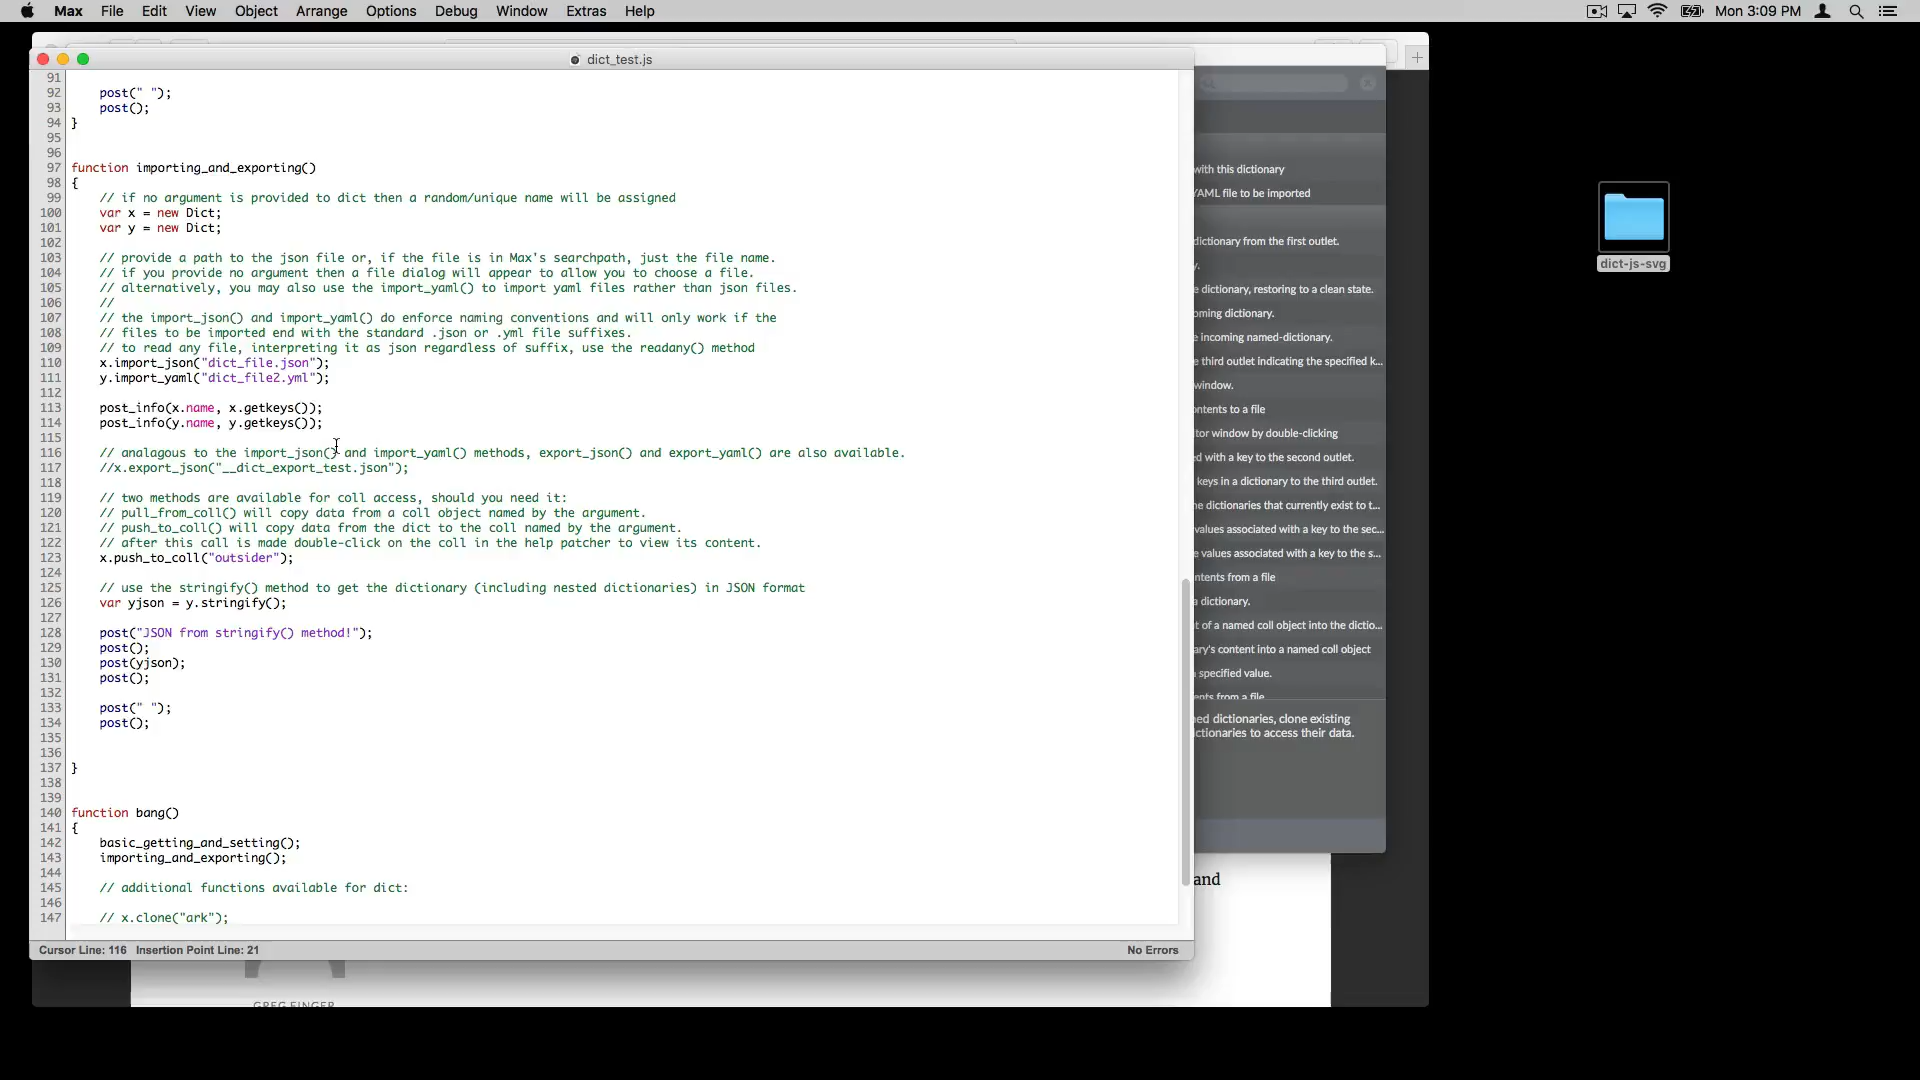 Max File Edit View Object Arrange Options Debug Window Extras Help Mon 3:09 PM
dict_test.js
91
92 post(" ");
93 post();
94 }
95
96
97 function importing_and_exporting()
98 {
99 // if no argument is provided to dict then a random/unique name will be assigned
100 var x = new Dict;
101 var y = new Dict;
102
103 // provide a path to the json file or, if the file is in Max's searchpath, just the file name.
104 // if you provide no argument then a file dialog will appear to allow you to choose a file.
105 // alternatively, you may also use the import_yaml() to import yaml files rather than json files.
106 //
107 // the import_json() and import_yaml() do enforce naming conventions and will only work if the
108 // files to be imported end with the standard .json or .yml file suffixes.
109 // to read any file, interpreting it as json regardless of suffix, use the readany() method
110 x.import_json("dict_file.json");
111 y.import_yaml("dict_file2.yml");
112
113 post_info(x.name, x.getkeys());
114 post_info(y.name, y.getkeys());
115
116 // analagous to the import_json() and import_yaml() methods, export_json() and export_yaml() are also available.
117 //x.export_json("__dict_export_test.json");
118
119 // two methods are available for coll access, should you need it:
120 // pull_from_coll() will copy data from a coll object named by the argument.
121 // push_to_coll() will copy data from the dict to the coll named by the argument.
122 // after this call is made double-click on the coll in the help patcher to view its content.
123 x.push_to_coll("outsider");
124
125 // use the stringify() method to get the dictionary (including nested dictionaries) in JSON format
126 var yjson = y.stringify();
127
128 post("JSON from stringify() method!");
129 post();
130 post(yjson);
131 post();
132
133 post(" ");
134 post();
135
136
137 }
138
139
140 function bang()
141 {
142 basic_getting_and_setting();
143 importing_and_exporting();
144
145 // additional functions available for dict:
146
147 // x.clone("ark");
Cursor Line: 116 Insertion Point Line: 21 No Errors
with this dictionary
YAML file to be imported
dictionary from the first outlet.
y.
e dictionary, restoring to a clean state.
oming dictionary.
e incoming named-dictionary.
e third outlet indicating the specified k...
window.
ontents to a file
tor window by double-clicking
ed with a key to the second outlet.
keys in a dictionary to the third outlet.
he dictionaries that currently exist to t...
values associated with a key to the sec...
e values associated with a key to the s...
ntents from a file
a dictionary.
t of a named coll object into the dictio...
ary's content into a named coll object
a specified value.
ents from a file
ed dictionaries, clone existing
ctionaries to access their data.
and
GREG FINGER
dict-js-svg